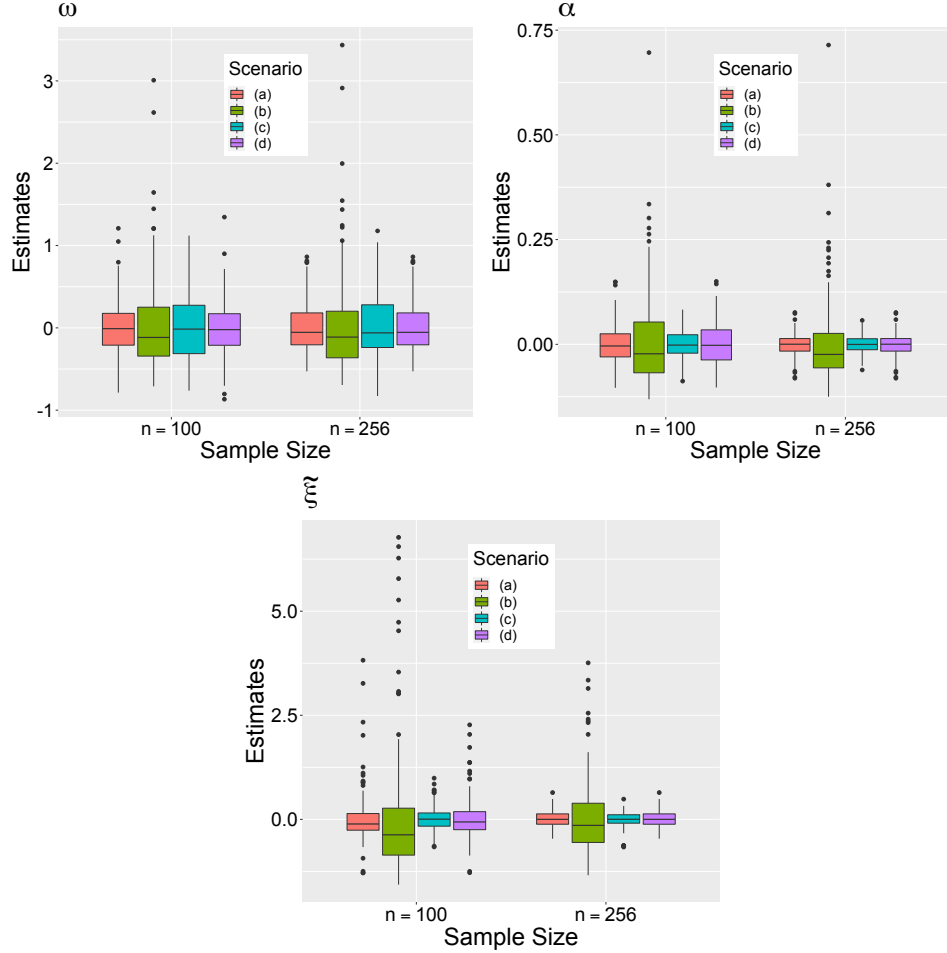 ω
Estimates
3
2
1
0
-1
Scenario
(a)
(b)
(c)
(d)
n = 100
n = 256
Sample Size
α
Estimates
0.75
0.50
0.25
0.00
Scenario
(a)
(b)
(c)
(d)
n = 100
n = 256
Sample Size
ξ̃
Estimates
5.0
2.5
0.0
Scenario
(a)
(b)
(c)
(d)
n = 100
n = 256
Sample Size